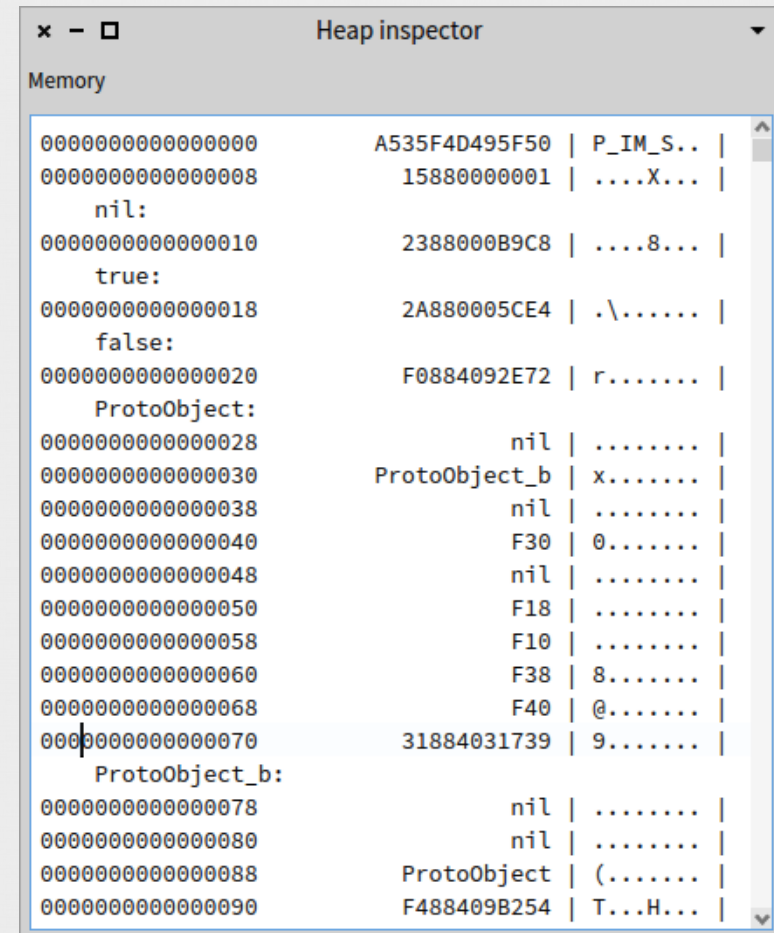 Heap inspector
Memory
0000000000000000 A535F4D495F50 | P_IM_S.. |
0000000000000008 15880000001 | ....X... |
nil:
0000000000000010 2388000B9C8 | ....8... |
true:
0000000000000018 2A880005CE4 | .\...... |
false:
0000000000000020 F0884092E72 | r....... |
ProtoObject:
0000000000000028 nil | ........ |
0000000000000030 ProtoObject_b | x....... |
0000000000000038 nil | ........ |
0000000000000040 F30 | 0....... |
0000000000000048 nil | ........ |
0000000000000050 F18 | ........ |
0000000000000058 F10 | ........ |
0000000000000060 F38 | 8....... |
0000000000000068 F40 | @....... |
0000000000000070 31884031739 | 9....... |
ProtoObject_b:
0000000000000078 nil | ........ |
0000000000000080 nil | ........ |
0000000000000088 ProtoObject | (....... |
0000000000000090 F488409B254 | T...H... |